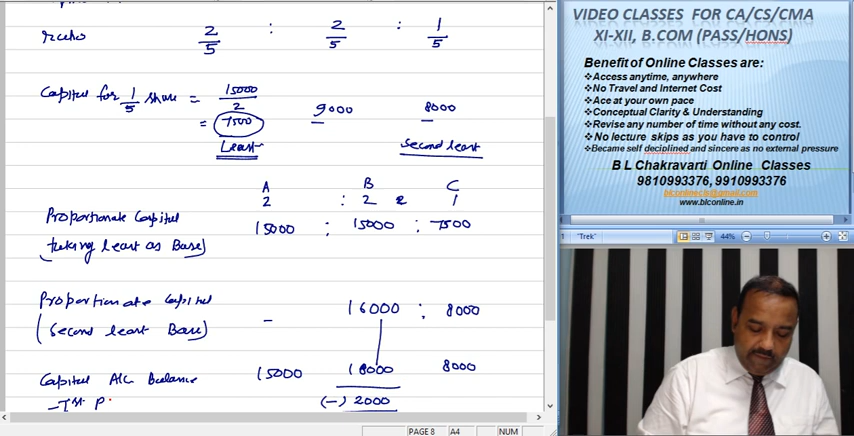 ratio 2/5 : 2/5 : 1/5
Capital for 1/5 share = 15000/2 9000 8000
= 7500
Least Second least
A B C
2 : 2 : 1
Proportionate Capital 15000 : 15000 : 7500
(taking Least as Base)
Proportionate Capital - 16000 : 8000
(Second least Base)
Capital A/c Balance 15000 18000 8000
(-) 2000
PAGE 8 A4 NUM
VIDEO CLASSES FOR CA/CS/CMA
XI-XII, B.COM (PASS/HONS)
Benefit of Online Classes are:
❖Access anytime, anywhere
❖No Travel and Internet Cost
❖Ace at your own pace
❖Conceptual Clarity & Understanding
❖Revise any number of time without any cost.
❖No lecture skips as you have to control
❖Became self deciplined and sincere as no external pressure
B L Chakravarti Online Classes
9810993376, 9910993376
blconlinecls@gmail.com
www.blconline.in
1 "Trek" 44%